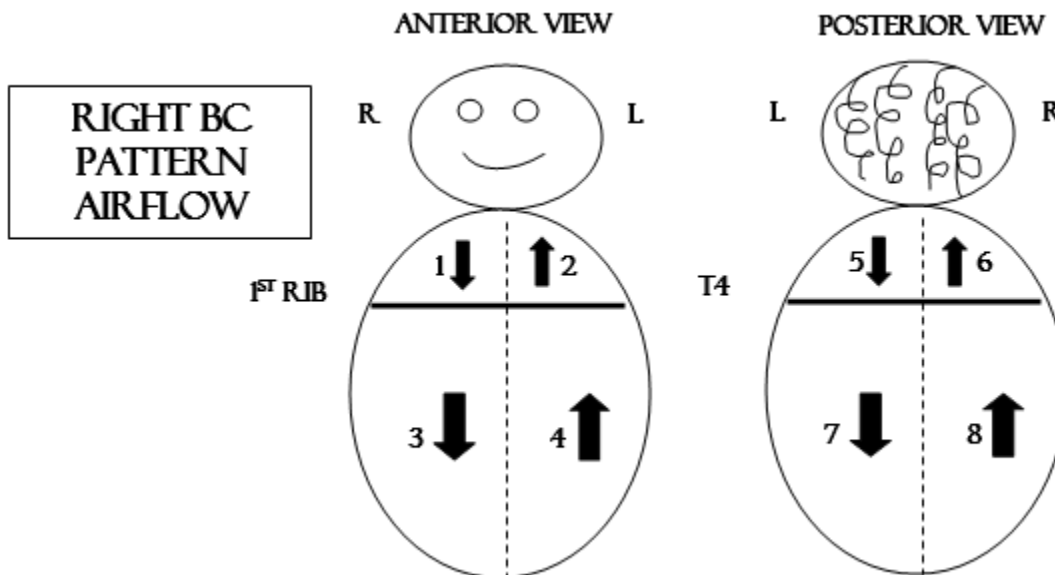 ANTERIOR VIEW
POSTERIOR VIEW
RIGHT BC
PATTERN
AIRFLOW
R
L
L
R
1
2
5
6
1ST RIB
T4
3
4
7
8